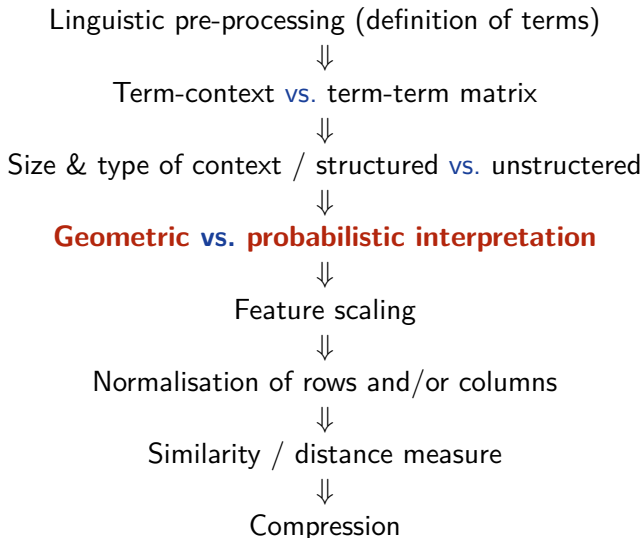 Linguistic pre-processing (definition of terms)
⇓
Term-context vs. term-term matrix
⇓
Size & type of context / structured vs. unstructered
⇓
Geometric vs. probabilistic interpretation
⇓
Feature scaling
⇓
Normalisation of rows and/or columns
⇓
Similarity / distance measure
⇓
Compression